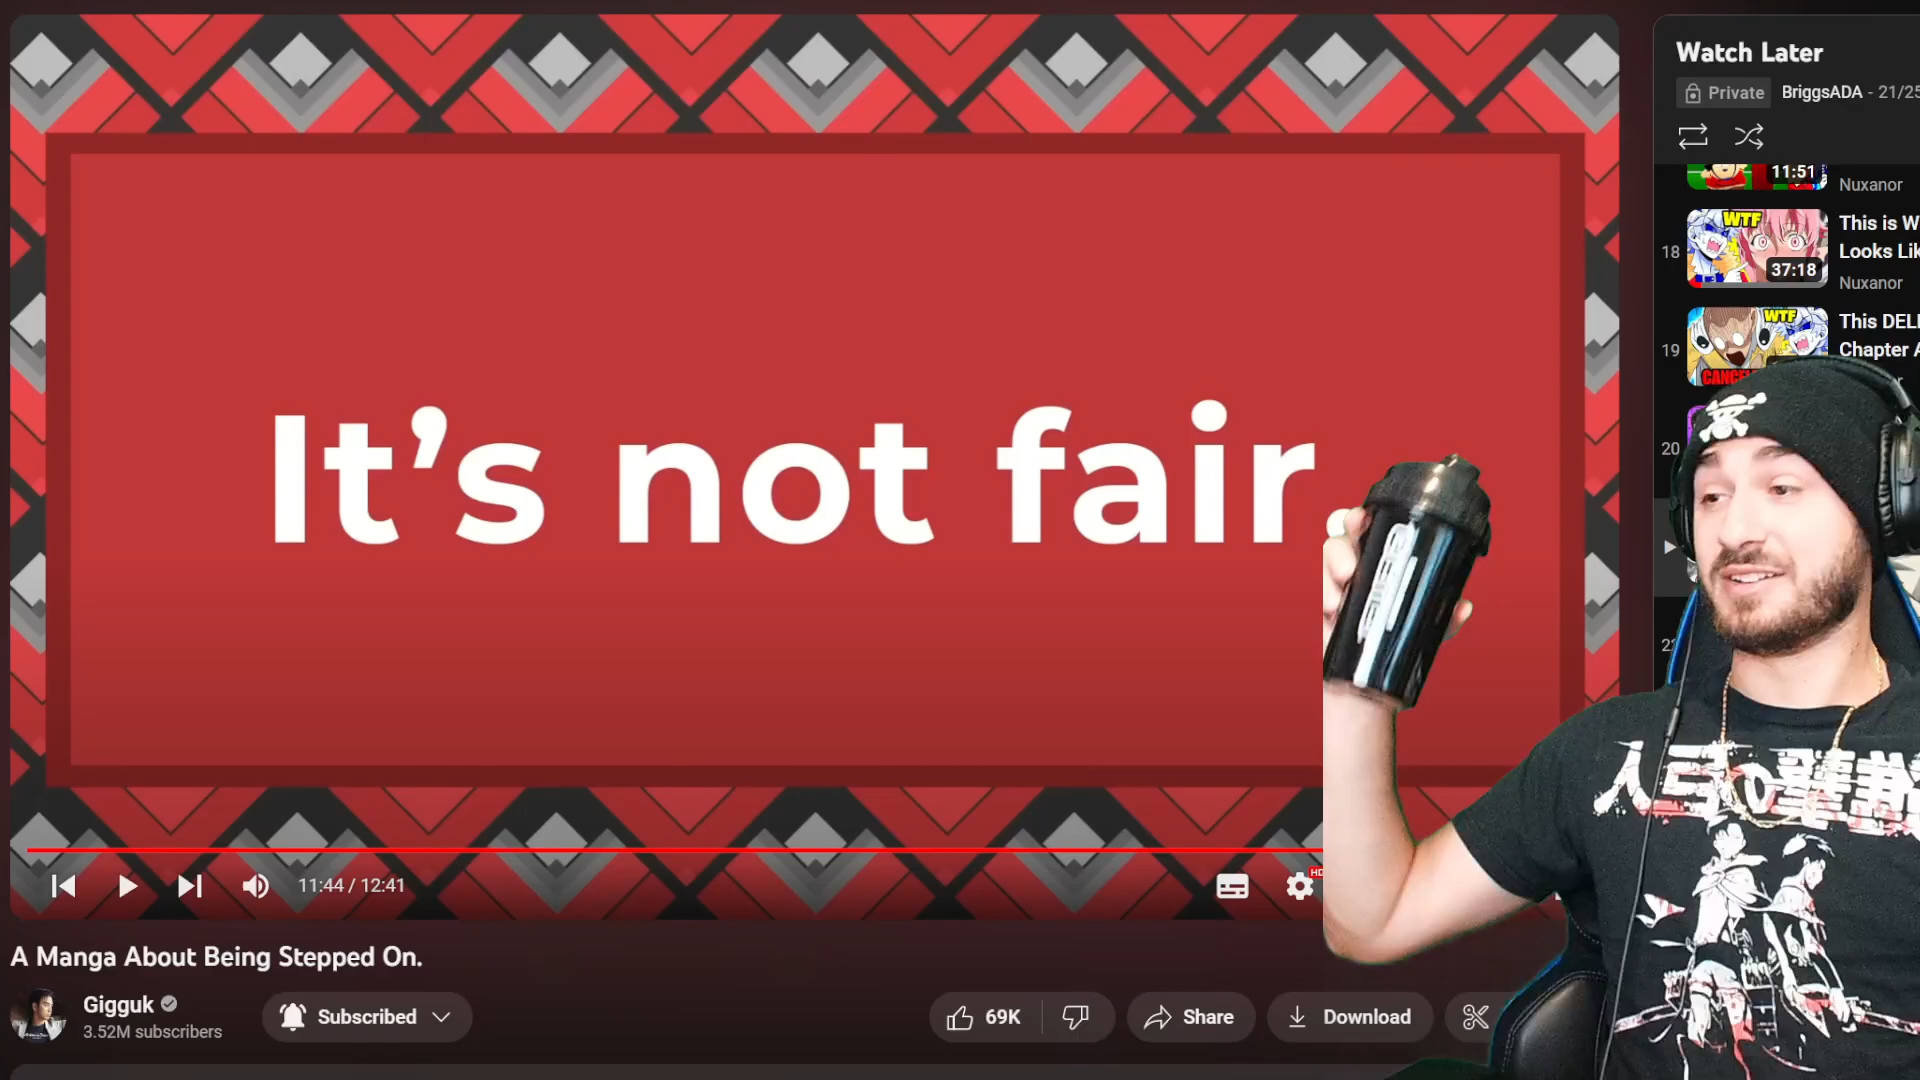 It's not fair.
11:44 / 12:41
HD
A Manga About Being Stepped On.
Gigguk
3.52M subscribers
Subscribed
69K
Share
Download
Watch Later
Private
BriggsADA - 21/25
11:51
Nuxanor
18
WTF
37:18
This is W
Looks Lik
Nuxanor
19
WTF
This DEL
Chapter A
r
20